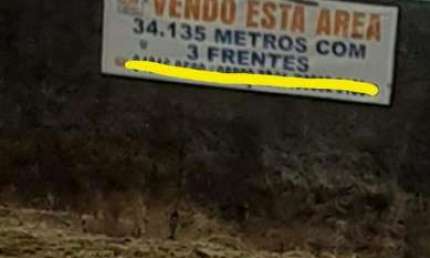 VENDO ESTA AREA
34.135 METROS COM
3 FRENTES